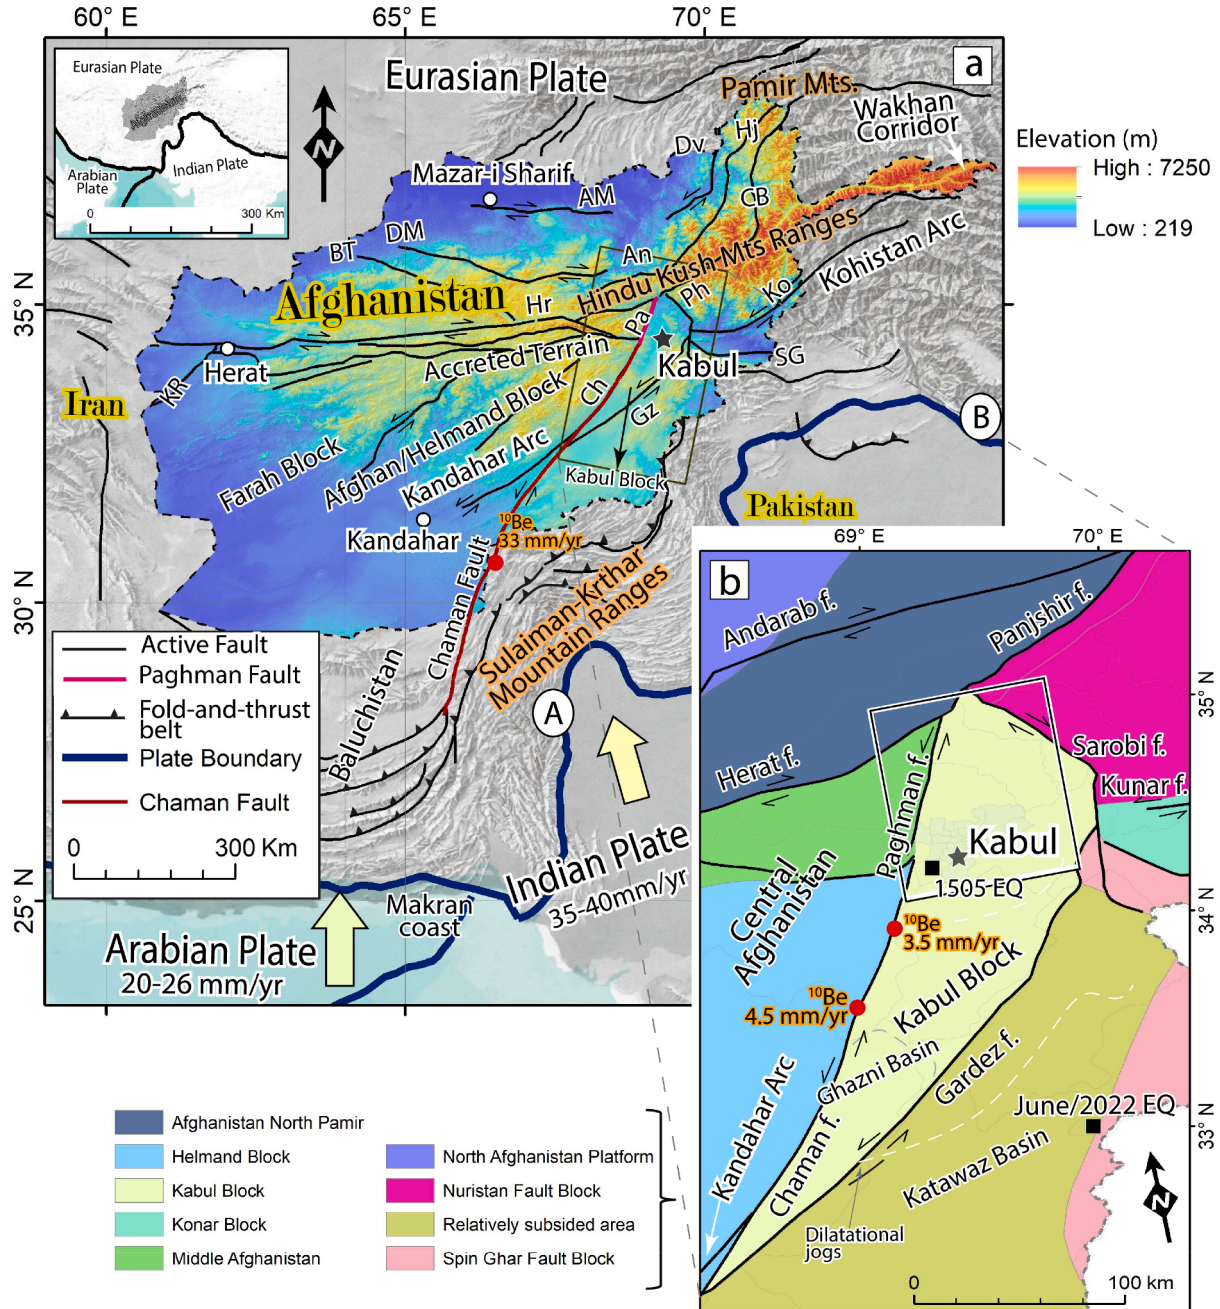 60° E
65° E
70° E
Eurasian Plate
Arabian
Plate
Indian Plate
0
300 Km
N
Eurasian Plate
a
Pamir Mts.
Wakhan
Corridor
Elevation (m)
High : 7250
Low : 219
Mazar-i Sharif
Dv
Hj
AM
CB
DM
BT
An
Hindu Kush Mts Ranges
Kohistan Arc
35° N
Afghanistan
Hr
Ph
Ko
Pa
Herat
KR
Accreted Terrain
Kabul
SG
Iran
Ch
Gz
Farah Block
Afghan/Helmand Block
Kandahar Arc
Kabul Block
B
Pakistan
Kandahar
10Be
33 mm/yr
Chaman Fault
Sulaiman-Krthar
Mountain Ranges
30° N
Baluchistan
A
Active Fault
Paghman Fault
Fold-and-thrust
belt
Plate Boundary
Chaman Fault
0
300 Km
25° N
Makran
coast
Indian Plate
35-40mm/yr
Arabian Plate
20-26 mm/yr
69° E
70° E
b
Andarab f.
Panjshir f.
35° N
Herat f.
Paghman f.
Sarobi f.
Kunar f.
Kabul
1505 EQ
Central
Afghanistan
34° N
10Be
3.5 mm/yr
10Be
4.5 mm/yr
Kabul Block
Ghazni Basin
Gardez f.
Kandahar Arc
Chaman f.
June/2022 EQ
33° N
Katawaz Basin
Dilatational
jogs
N
0
100 km
Afghanistan North Pamir
Helmand Block
Kabul Block
Konar Block
Middle Afghanistan
North Afghanistan Platform
Nuristan Fault Block
Relatively subsided area
Spin Ghar Fault Block